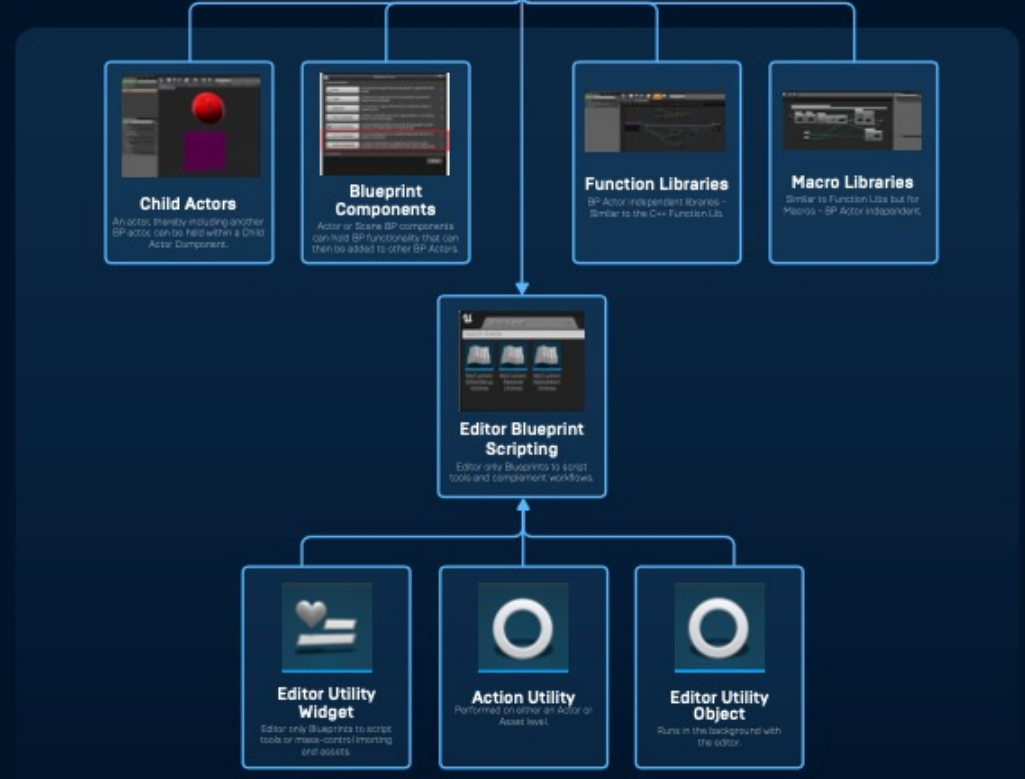 Child Actors
An actor, thereby including another
BP actor, can be held within a Child
Actor Component.
Blueprint
Components
Actor or Scene BP components
can hold BP functionality that can
then be added to other BP Actors.
Function Libraries
BP Actor independent libraries -
Similar to the C++ Function Lib.
Macro Libraries
Similar to Function Libs but for
Macros - BP Actor Independent.
Editor Blueprint
Scripting
Editor only Blueprints to script
tools and complement workflows.
Editor Utility
Widget
Editor only Blueprints to script
tools or mass-control
and assets.
Action Utility
Performed on either an Actor or
Asset level.
Editor Utility
Object
Runs in the background with
the editor.